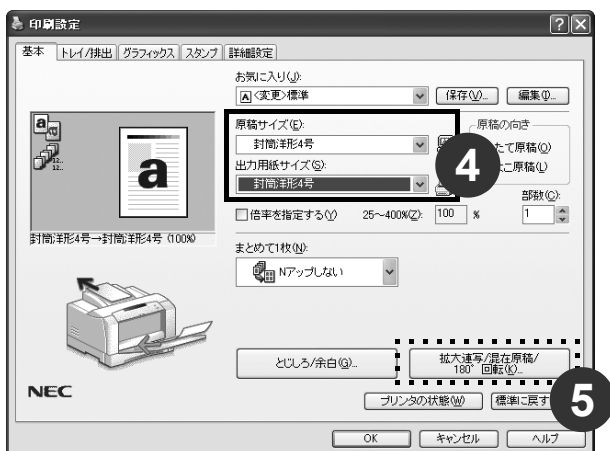 印刷設定
基本 トレイ/排出 グラフィックス スタンプ 詳細設定
お気に入り(J):
A <変更>標準 保存(V)... 編集(I)...
原稿サイズ(E):
封筒洋形4号
出力用紙サイズ(S):
封筒洋形4号
原稿の向き
たて原稿(O)
よこ原稿(L)
4
倍率を指定する(Y) 25～400%(Z): 100 %
部数(C):
1
a
a
12..
12..
封筒洋形4号→封筒洋形4号 (100%)
まとめて1枚(N):
Nアップしない
とじしろ/余白(G)...
拡大連写/混在原稿/
180° 回転(K)...
5
NEC
プリンタの状態(W) 標準に戻す
OK キャンセル ヘルプ